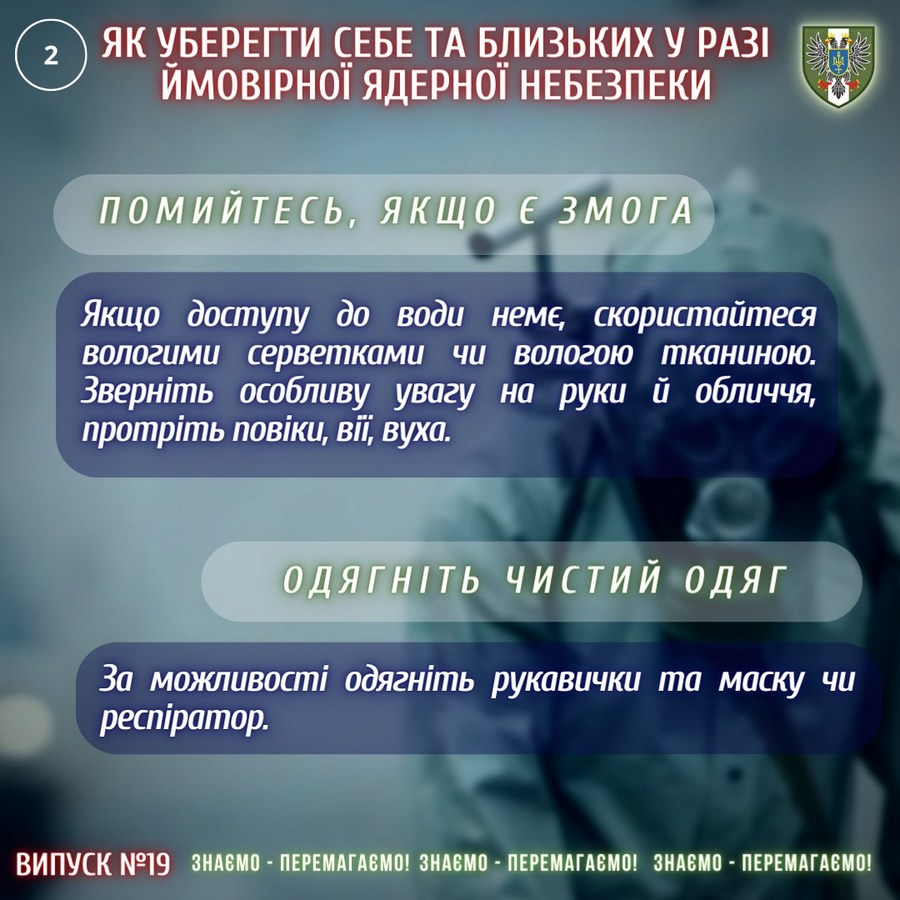 2
ЯК УБЕРЕГТИ СЕБЕ ТА БЛИЗЬКИХ У РАЗІ
ЙМОВІРНОЇ ЯДЕРНОЇ НЕБЕЗПЕКИ
ПОМИЙТЕСЬ, ЯКЩО Є ЗМОГА
Якщо доступу до води немє, скористайтеся
вологими серветками чи вологою тканиною.
Зверніть особливу увагу на руки й обличчя,
протріть повіки, вії, вуха.
ОДЯГНІТЬ ЧИСТИЙ ОДЯГ
За можливості одягніть рукавички та маску чи
респіратор.
ВИПУСК №19 ЗНАЄМО - ПЕРЕМАГАЄМО! ЗНАЄМО - ПЕРЕМАГАЄМО! ЗНАЄМО - ПЕРЕМАГАЄМО!